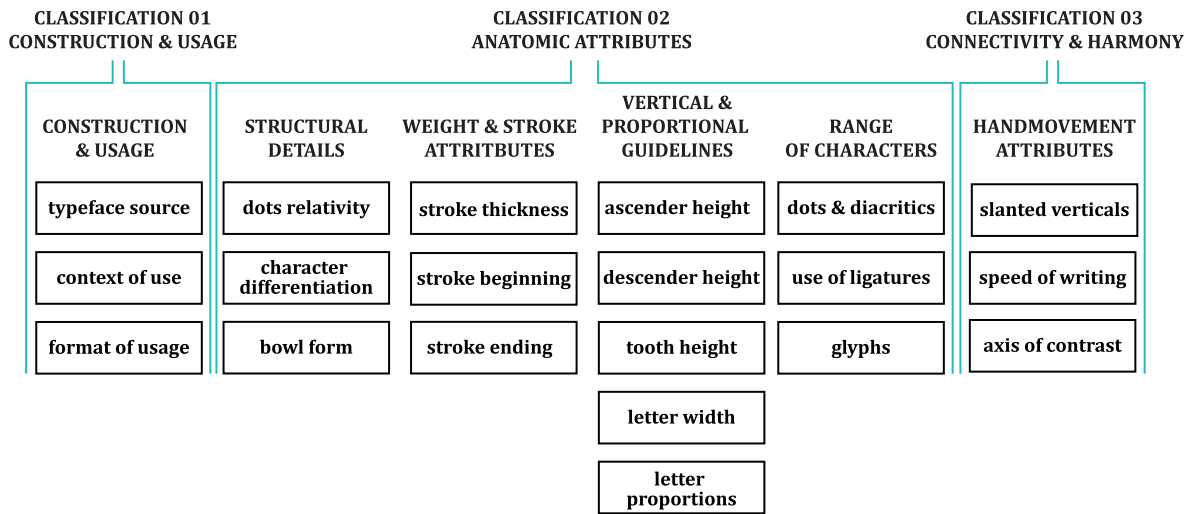 CLASSIFICATION 01
CONSTRUCTION & USAGE
CLASSIFICATION 02
ANATOMIC ATTRIBUTES
CLASSIFICATION 03
CONNECTIVITY & HARMONY
CONSTRUCTION
& USAGE
STRUCTURAL
DETAILS
WEIGHT & STROKE
ATTRITBUTES
VERTICAL &
PROPORTIONAL
GUIDELINES
RANGE
OF CHARACTERS
HANDMOVEMENT
ATTRIBUTES
typeface source
dots relativity
stroke thickness
ascender height
dots & diacritics
slanted verticals
context of use
character
differentiation
stroke beginning
descender height
use of ligatures
speed of writing
format of usage
bowl form
stroke ending
tooth height
glyphs
axis of contrast
letter width
letter
proportions